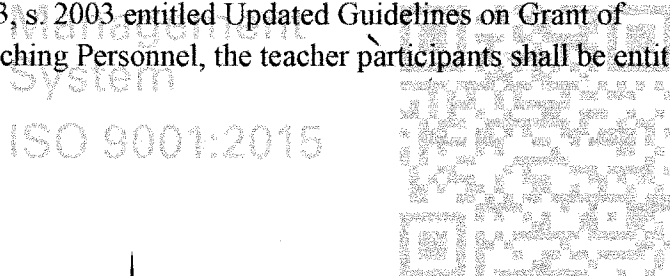 3, s. 2003 entitled Updated Guidelines on Grant of
Management
ching Personnel, the teacher participants shall be entit
System
ISO 9001:2015